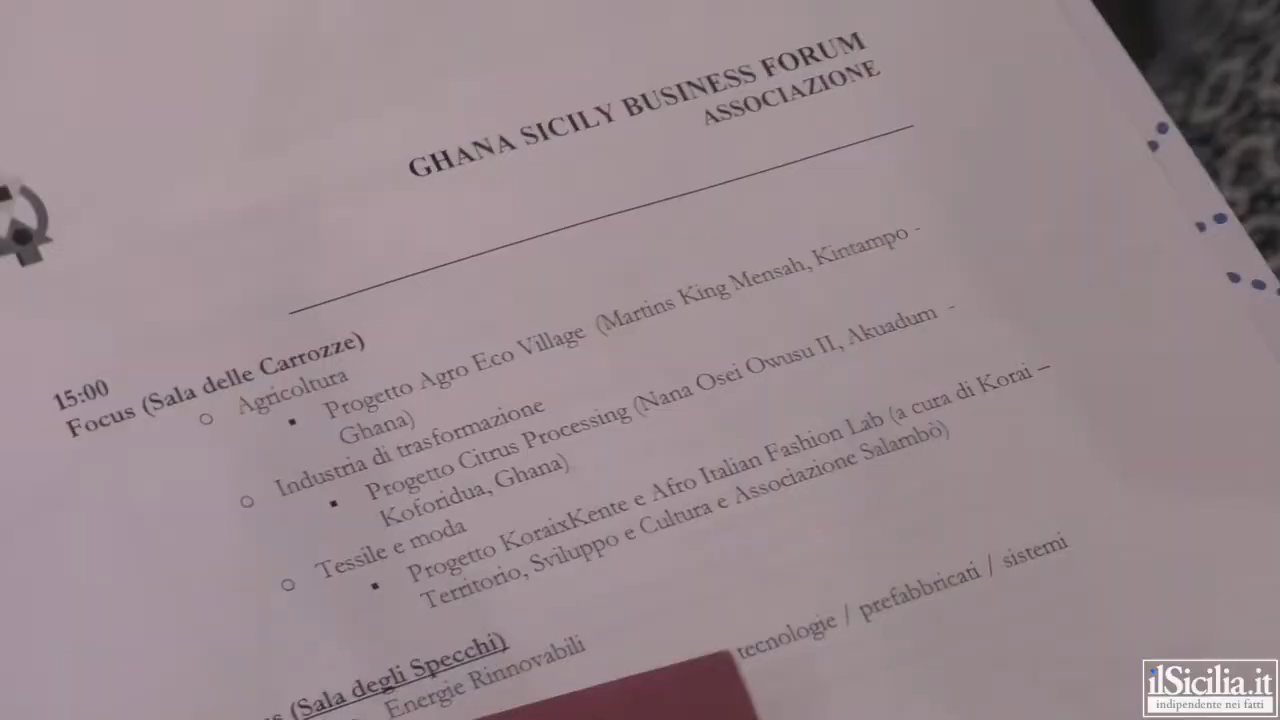 GHANA SICILY BUSINESS FORUM
ASSOCIAZIONE
15:00
Focus (Sala delle Carrozze)
○ Agricoltura
▪ Progetto Agro Eco Village (Martins King Mensah, Kintampo -
Ghana)
○ Industria di trasformazione
▪ Progetto Citrus Processing (Nana Osei Owusu II, Akuadum -
Koforidua, Ghana)
○ Tessile e moda
▪ Progetto KoraixKente e Afro Italian Fashion Lab (a cura di Korai –
Territorio, Sviluppo e Cultura e Associazione Salambò)
(Sala degli Specchi)
Energie Rinnovabili
tecnologie / prefabbricati / sistemi
ilSicilia.it
indipendente nei fatti